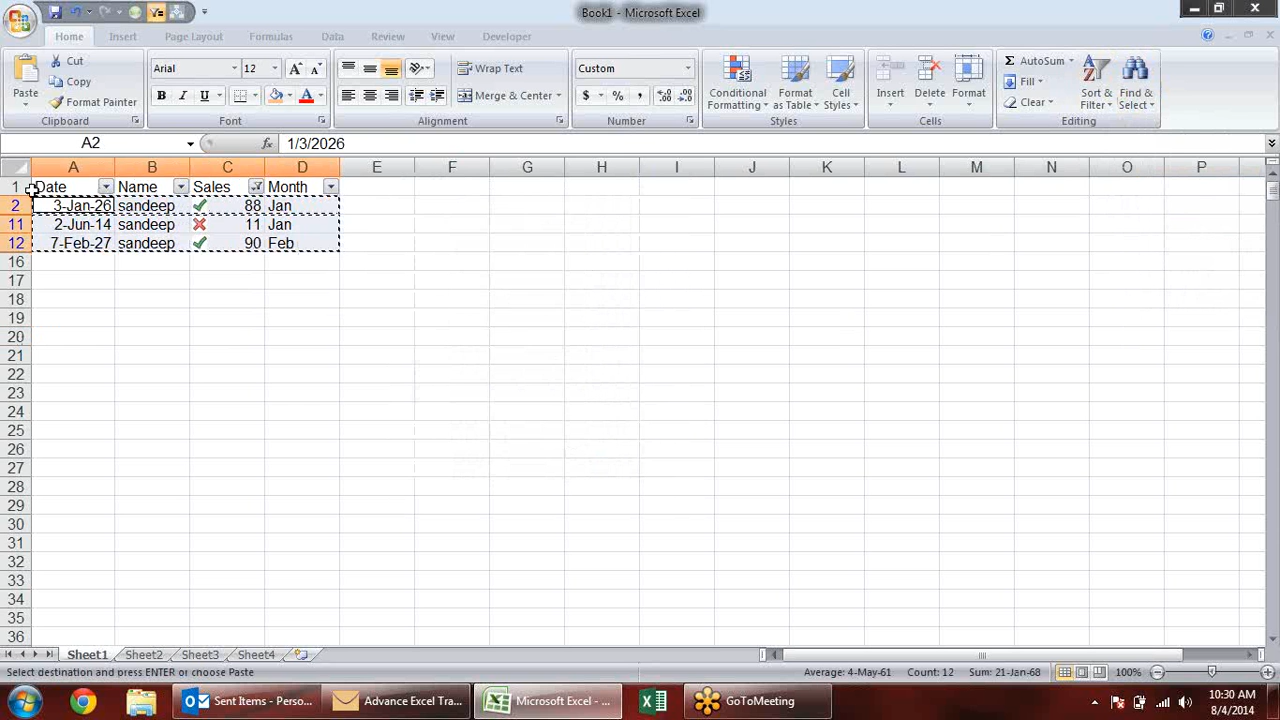 Book1 - Microsoft Excel
Home Insert Page Layout Formulas Data Review View Developer
Paste Cut Copy Format Painter Clipboard
Arial 12 A A B I U A Font
Wrap Text Merge & Center Alignment
Custom $ % , .0 .00 .00 .0 Number
Conditional Formatting Format as Table Cell Styles Styles
Insert Delete Format Cells
Σ AutoSum Fill Clear Sort & Filter Find & Select Editing
A2 fx 1/3/2026
A B C D E F G H I J K L M N O P
1 Date Name Sales Month
2 3-Jan-26 sandeep 88 Jan
11 2-Jun-14 sandeep 11 Jan
12 7-Feb-27 sandeep 90 Feb
16
17
18
19
20
21
22
23
24
25
26
27
28
29
30
31
32
33
34
35
36
Sheet1 Sheet2 Sheet3 Sheet4
Select destination and press ENTER or choose Paste Average: 4-May-61 Count: 12 Sum: 21-Jan-68 100%
Sent Items - Perso... Advance Excel Tra... Microsoft Excel - ... GoToMeeting 10:30 AM
8/4/2014